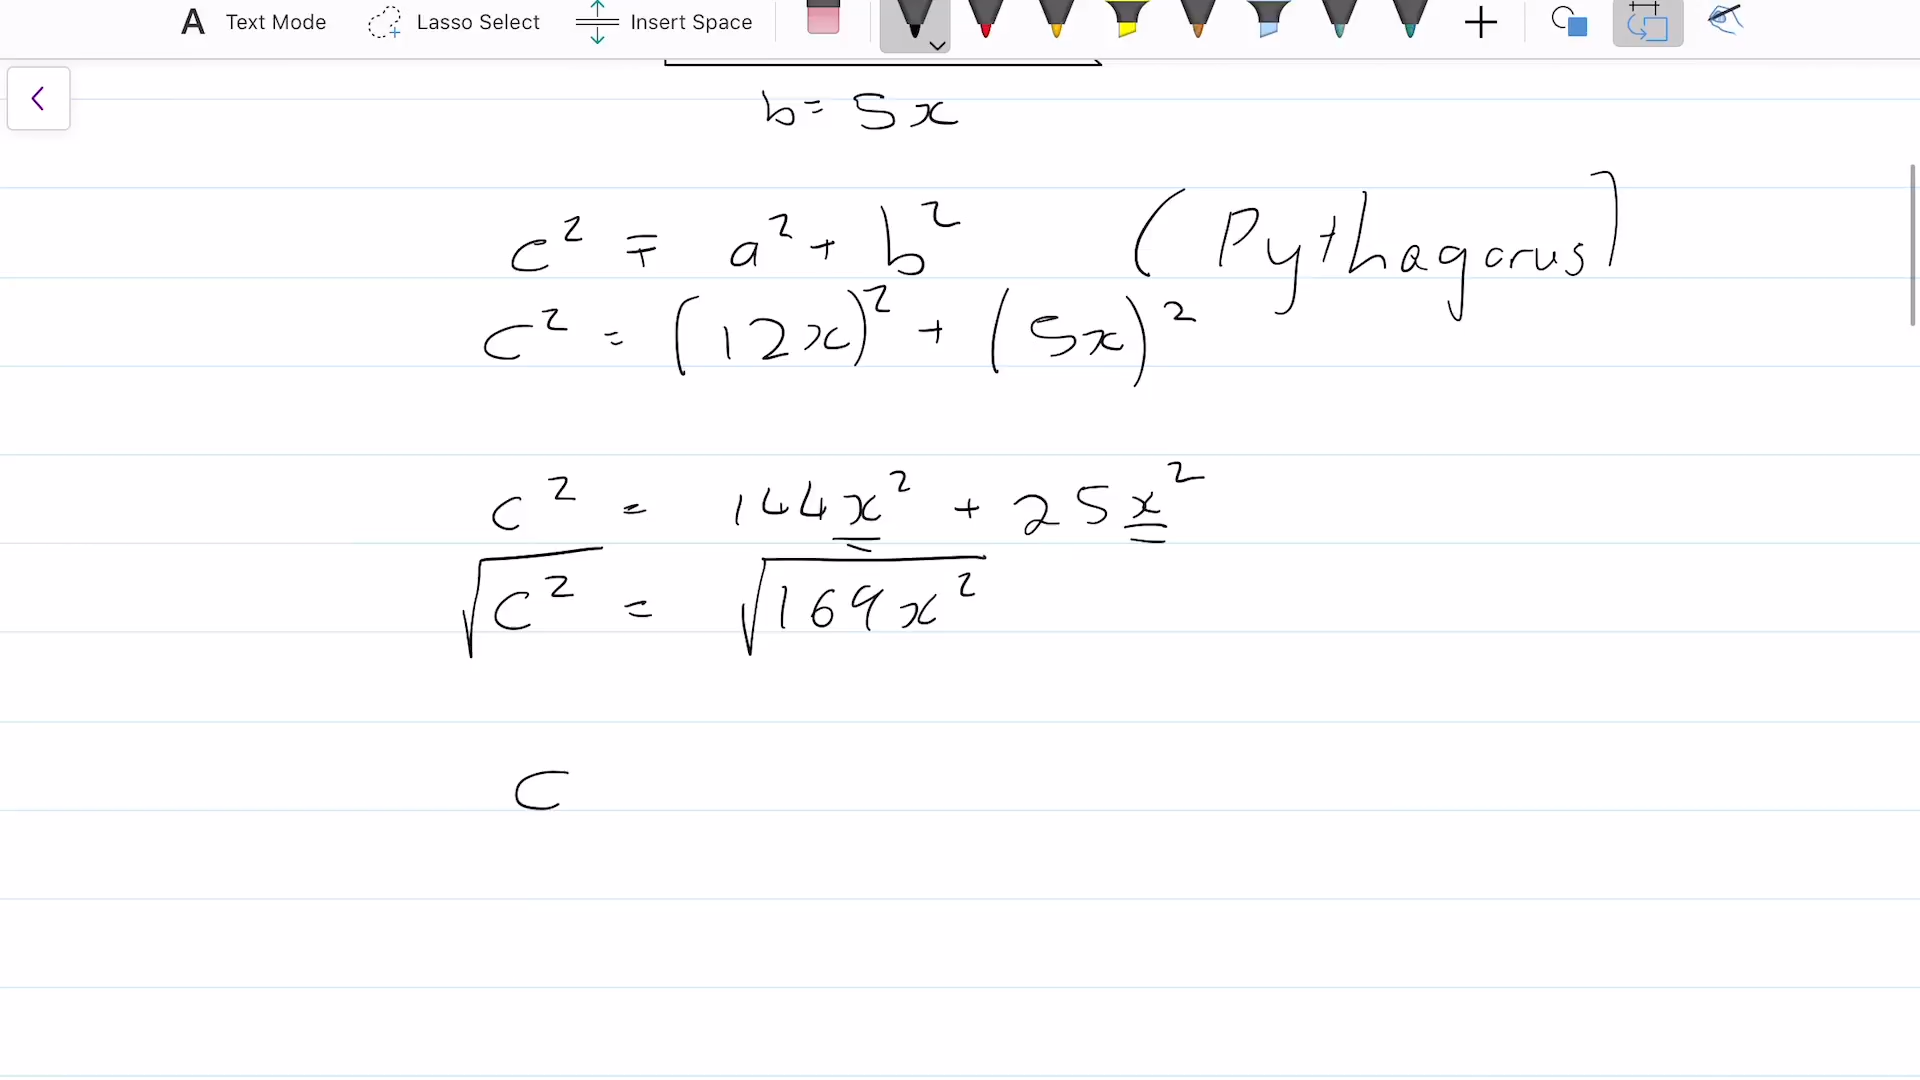 A Text Mode Lasso Select Insert Space
b= 5x
c² = a² + b² (Pythagorus)
c² = (12x)² + (5x)²
c² = 144x² + 25x²
√c² = √169x²
c